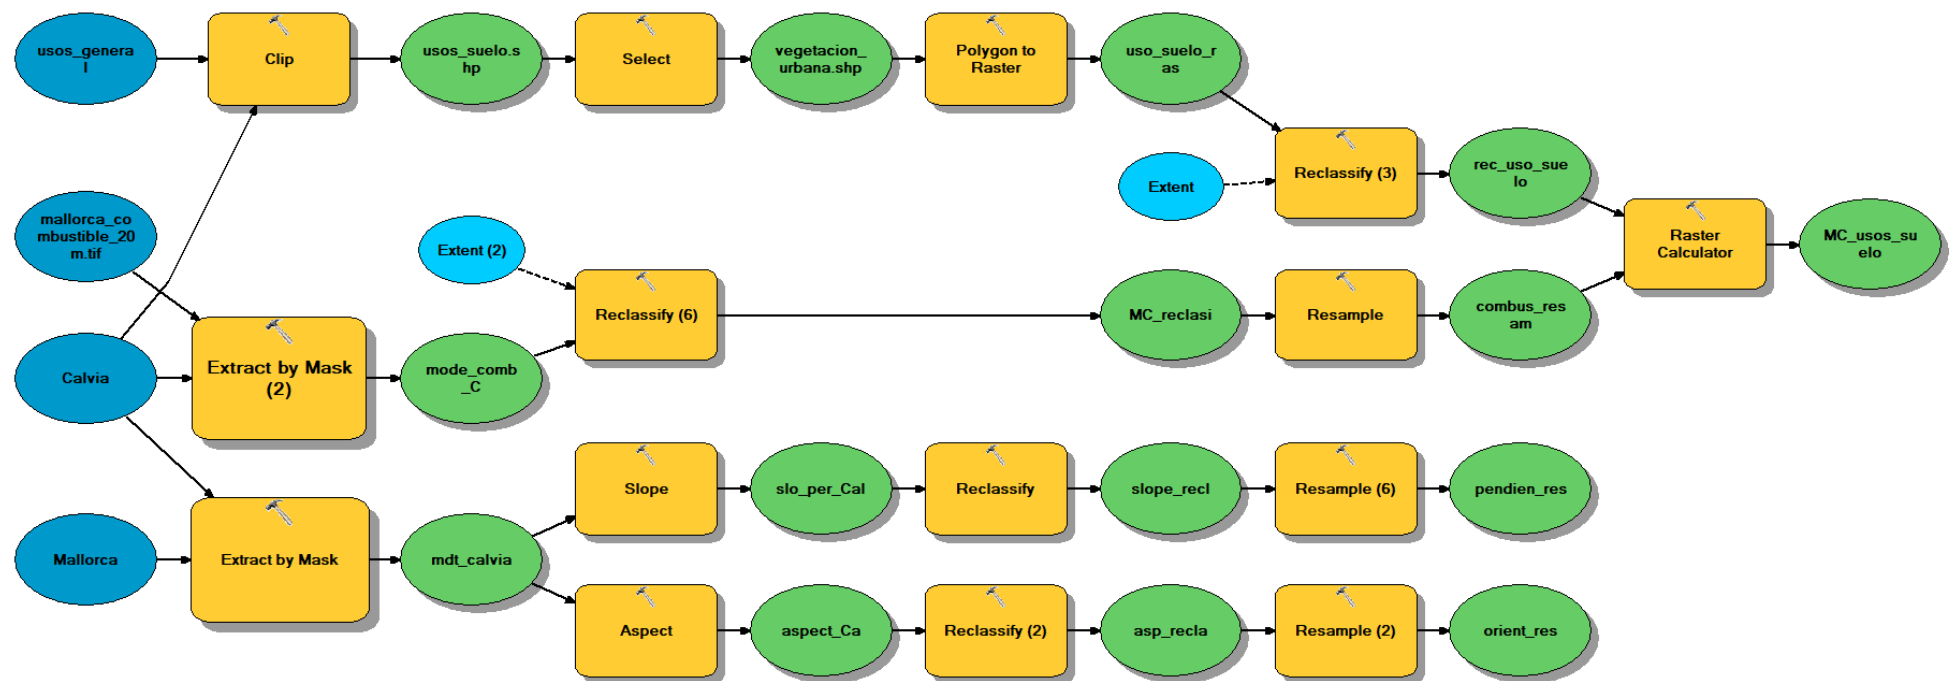 usos_genera
l
Clip
usos_suelo.s
hp
Select
vegetacion_
urbana.shp
Polygon to
Raster
uso_suelo_r
as
Extent
Reclassify (3)
rec_uso_sue
lo
mallorca_co
mbustible_20
m.tif
Extent (2)
Reclassify (6)
MC_reclasi
Resample
combus_res
am
Raster
Calculator
MC_usos_su
elo
Calvia
Extract by Mask
(2)
mode_comb
_C
Slope
slo_per_Cal
Reclassify
slope_recl
Resample (6)
pendien_res
Mallorca
Extract by Mask
mdt_calvia
Aspect
aspect_Ca
Reclassify (2)
asp_recla
Resample (2)
orient_res